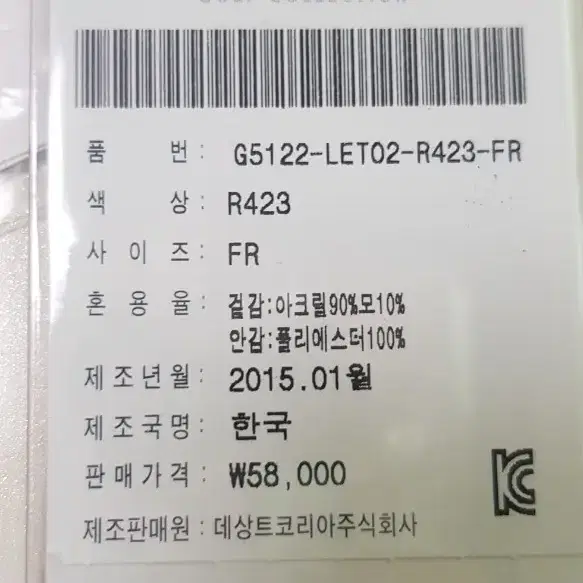 품 번 : G5122-LET02-R423-FR
색 상 : R423
사 이 즈 : FR
혼 용 율 : 겉감:아크릴90%모10%
안감:폴리에스터100%
제 조 년 월 : 2015.01월
제 조 국 명 : 한국
판 매 가 격 : ₩58,000
제조판매원 : 데상트코리아주식회사
KC